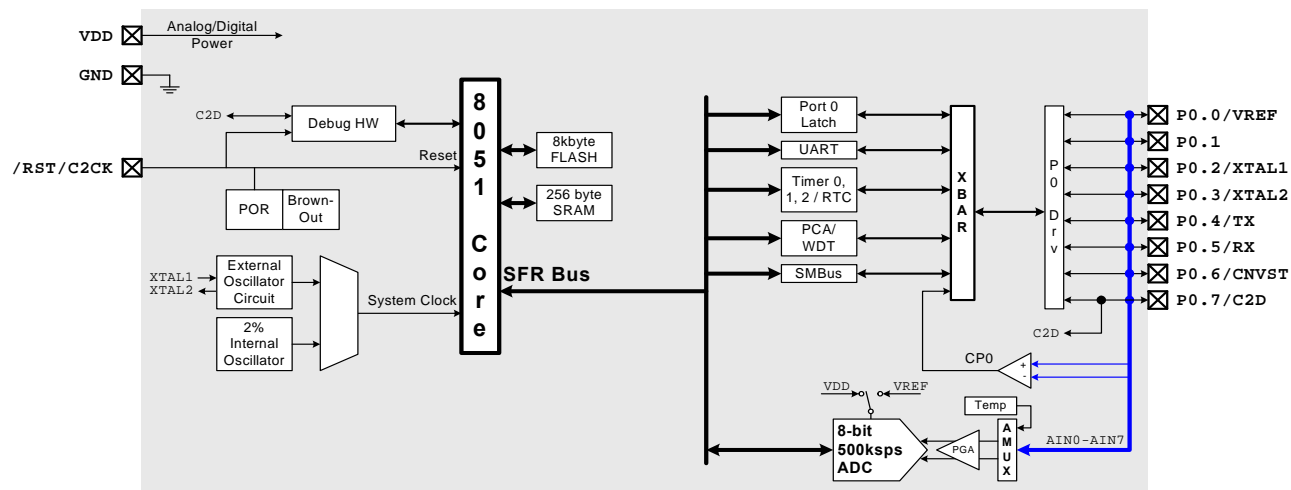 VDD
Analog/Digital
Power
GND
C2D
Debug HW
/RST/C2CK
Reset
POR
Brown-
Out
XTAL1
XTAL2
External
Oscillator
Circuit
2%
Internal
Oscillator
System Clock
8
0
5
1
C
o
r
e
8kbyte
FLASH
256 byte
SRAM
SFR Bus
Port 0
Latch
UART
Timer 0,
1, 2 / RTC
PCA/
WDT
SMBus
X
B
A
R
P
0
D
r
v
P0.0/VREF
P0.1
P0.2/XTAL1
P0.3/XTAL2
P0.4/TX
P0.5/RX
P0.6/CNVST
P0.7/C2D
C2D
CP0
+
-
VDD
VREF
Temp
8-bit
500ksps
ADC
PGA
A
M
U
X
AIN0-AIN7